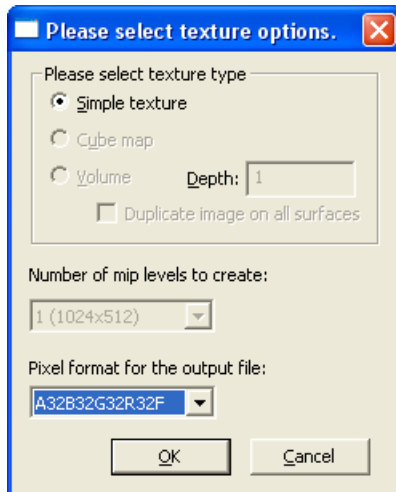 Please select texture options.
Please select texture type
Simple texture
Cube map
Volume Depth: 1
Duplicate image on all surfaces
Number of mip levels to create:
1 (1024x512)
Pixel format for the output file:
A32B32G32R32F
OK Cancel